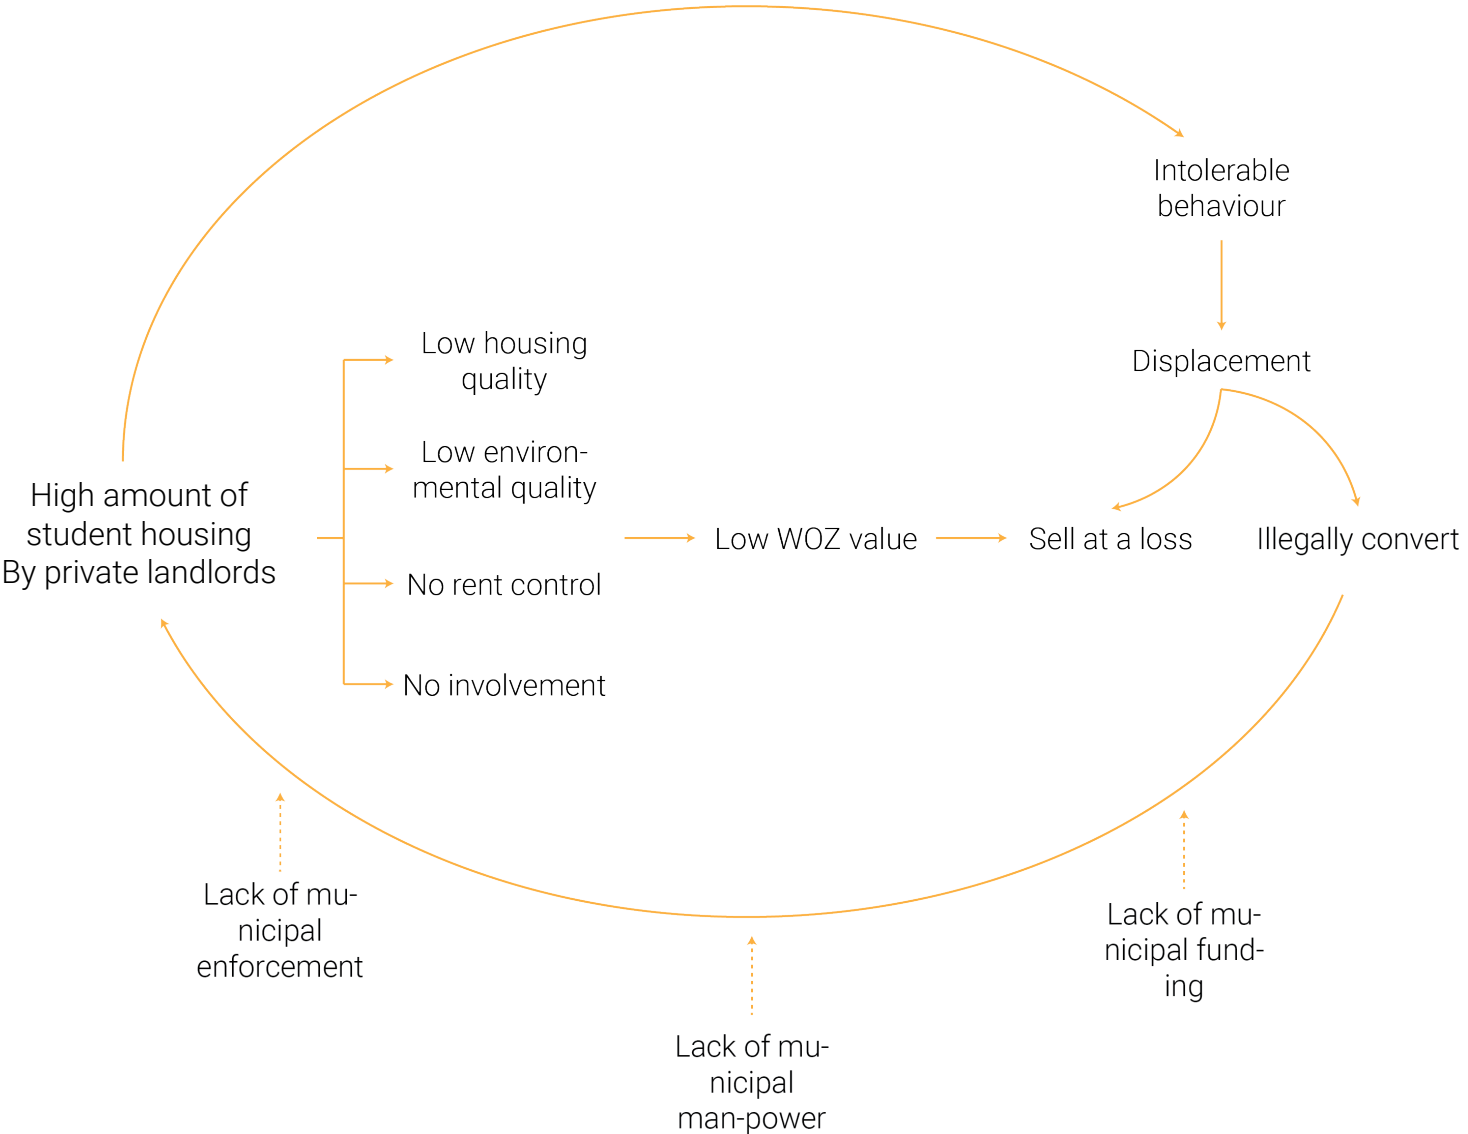 Intolerable
behaviour
Displacement
Low housing
quality
Low environ-
mental quality
High amount of
student housing
By private landlords
No rent control
No involvement
Low WOZ value
Sell at a loss
Illegally convert
Lack of mu-
nicipal
enforcement
Lack of mu-
nicipal
man-power
Lack of mu-
nicipal fund-
ing